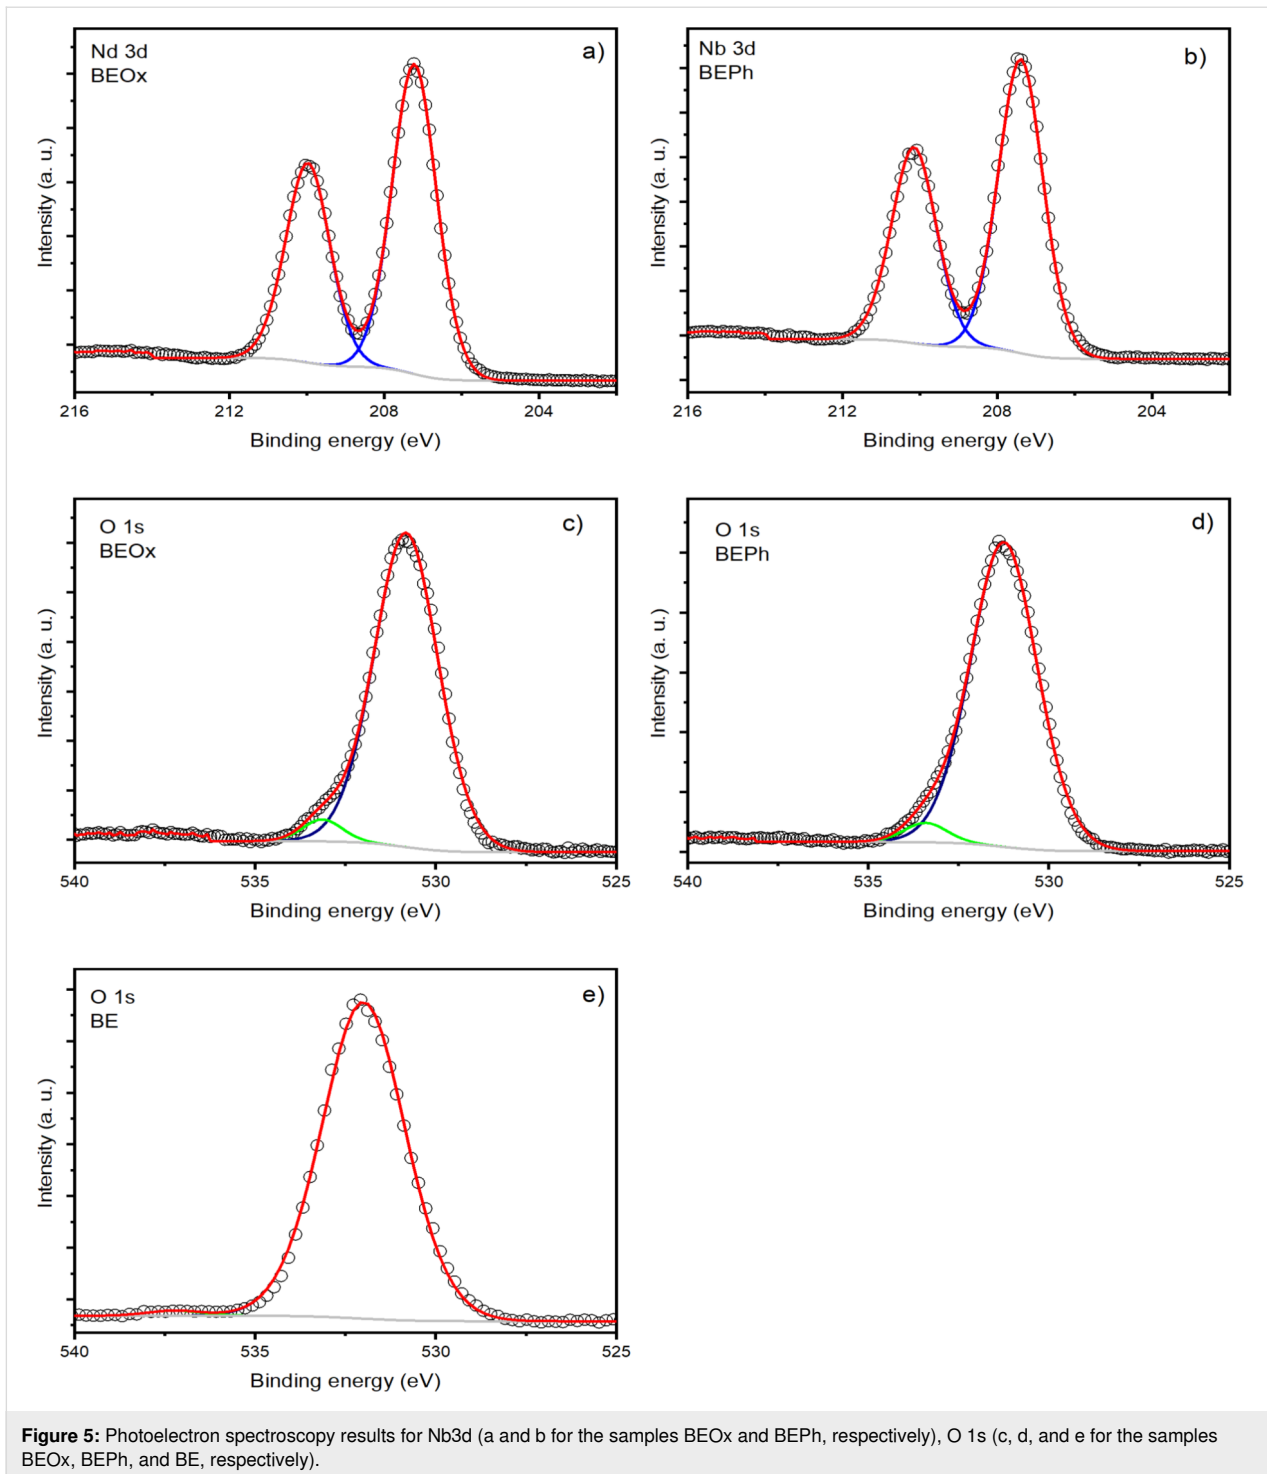 Nd 3d
BEOx
a)
Intensity (a. u.)
216 212 208 204
Binding energy (eV)
Nb 3d
BEPh
b)
Intensity (a. u.)
216 212 208 204
Binding energy (eV)
O 1s
BEOx
c)
Intensity (a. u.)
540 535 530 525
Binding energy (eV)
O 1s
BEPh
d)
Intensity (a. u.)
540 535 530 525
Binding energy (eV)
O 1s
BE
e)
Intensity (a. u.)
540 535 530 525
Binding energy (eV)
Figure 5: Photoelectron spectroscopy results for Nb3d (a and b for the samples BEOx and BEPh, respectively), O 1s (c, d, and e for the samples
BEOx, BEPh, and BE, respectively).